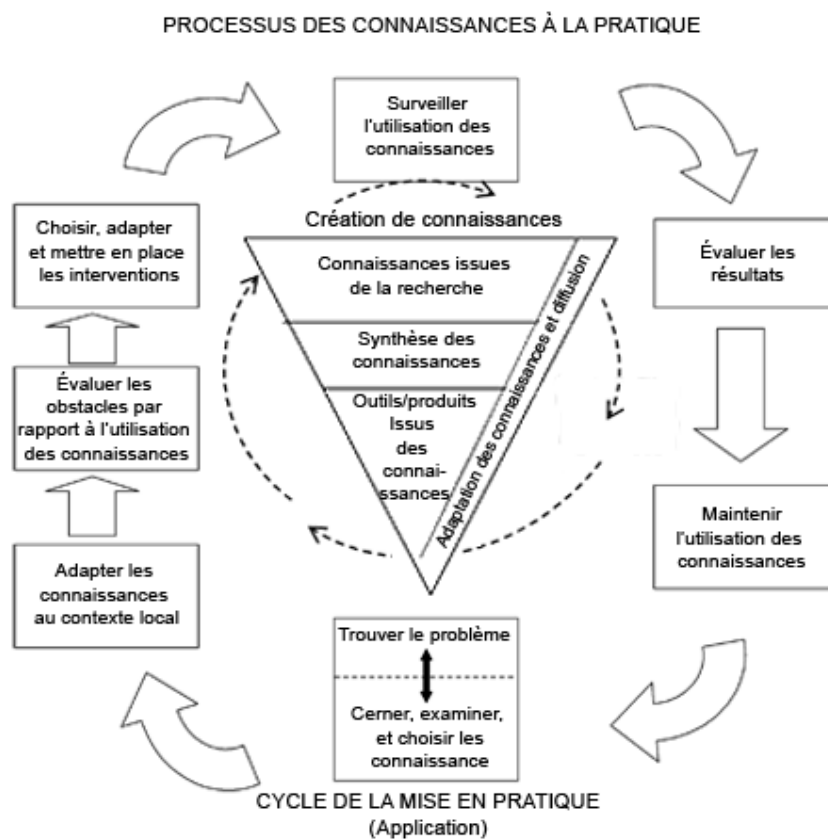 PROCESSUS DES CONNAISSANCES À LA PRATIQUE
Surveiller
l'utilisation des
connaissances
Choisir, adapter
et mettre en place
les interventions
Création de connaissances
Évaluer les
résultats
Connaissances issues
de la recherche
Synthèse des
connaissances
Outils/produits
Issus
des
connai-
ssances
Adaptation des connaissances et diffusion
Évaluer les
obstacles par
rapport à l'utilisation
des connaissances
Maintenir
l'utilisation des
connaissances
Adapter les
connaissances
au contexte local
Trouver le problème
Cerner, examiner,
et choisir les
connaissance
CYCLE DE LA MISE EN PRATIQUE
(Application)